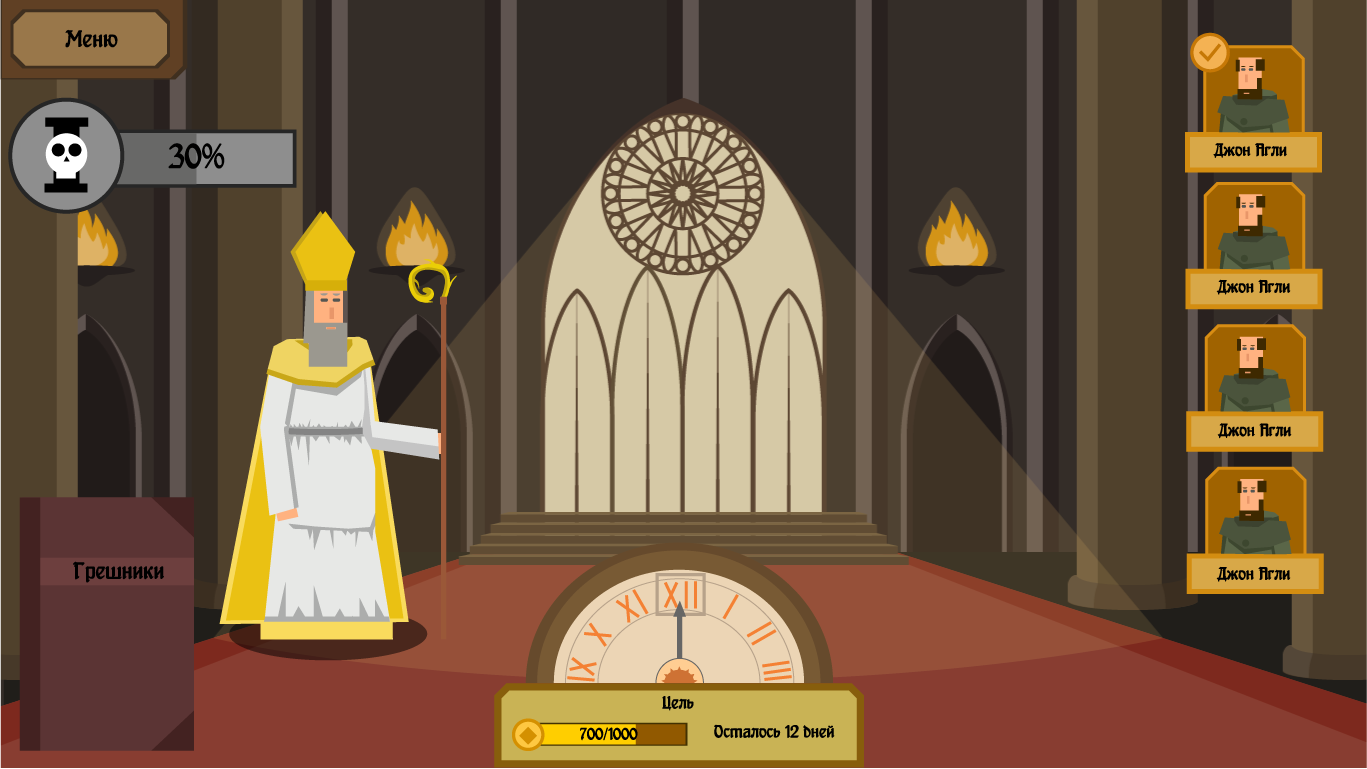 Меню
30%
Джон Агли
Джон Агли
Джон Агли
Джон Агли
Грешники
IX X XI XII I II III
Цель
700/1000
Осталось 12 дней